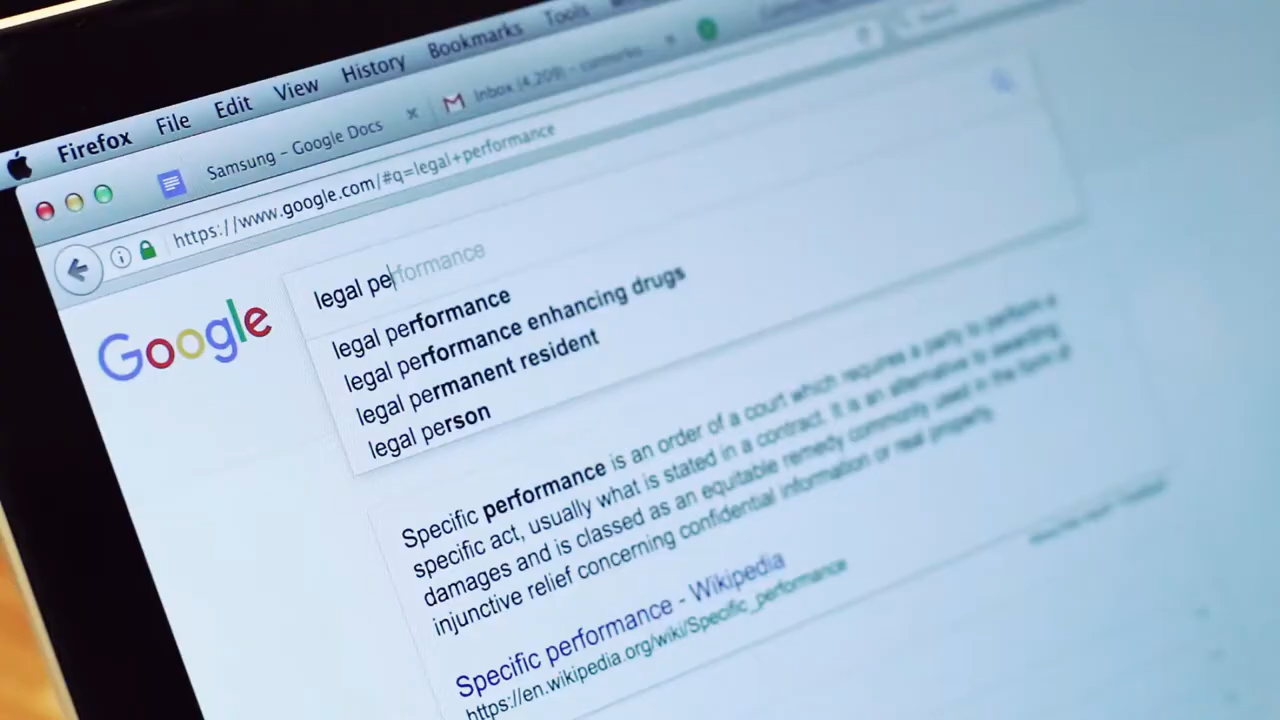 Firefox File Edit View History Bookmarks Tools
Samsung - Google Docs
Inbox (4,209) -
https://www.google.com/#q=legal+performance
Google
legal performance
legal performance
legal performance enhancing drugs
legal permanent resident
legal person
Specific performance is an order of a court which requires a party to perform a
specific act, usually what is stated in a contract. It is an alternative to awarding
damages and is classed as an equitable remedy commonly used in the form of
injunctive relief concerning confidential information or real property.
Specific performance - Wikipedia
https://en.wikipedia.org/wiki/Specific_performance